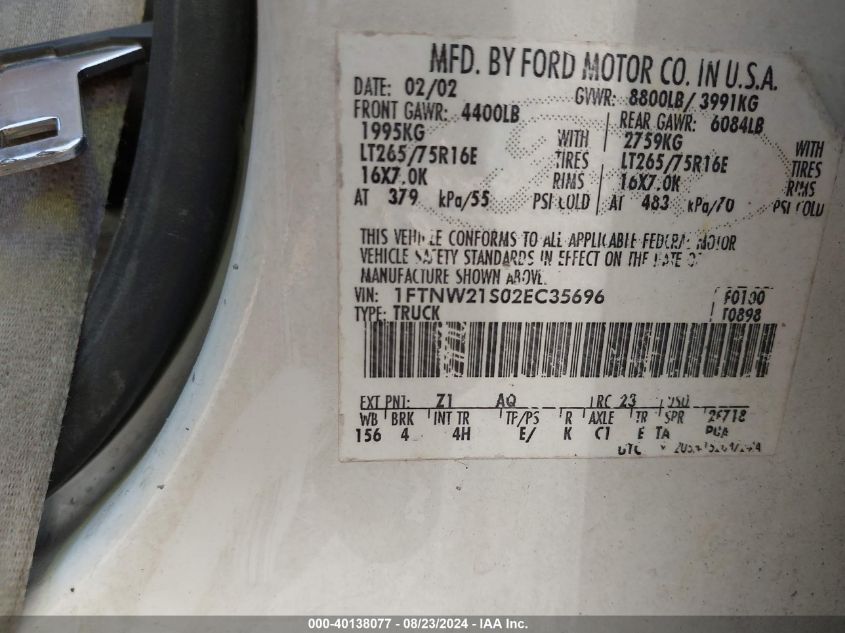 MFD. BY FORD MOTOR CO. IN U.S.A.
DATE: 02/02 GVWR: 8800LB/ 3991KG
FRONT GAWR: 4400LB REAR GAWR: 6084LB
1995KG WITH 2759KG WITH
LT265/75R16E TIRES LT265/75R16E TIRES
16X7.0K RIMS 16X7.0K RIMS
AT 379 kPa/55 PSI COLD AT 483 kPa/70 PSI COLD
THIS VEHICLE CONFORMS TO ALL APPLICABLE FEDERAL MOTOR
VEHICLE SAFETY STANDARDS IN EFFECT ON THE DATE OF
MANUFACTURE SHOWN ABOVE.
VIN: 1FTNW21S02EC35696 F0100
TYPE: TRUCK T0898
EXT PNT: Z1 AQ RC 23 DSO
WB BRK INT TR TP/PS R AXLE TR SPR
156 4 4H E/ K C1 E TA
000-40138077 - 08/23/2024 - IAA Inc.